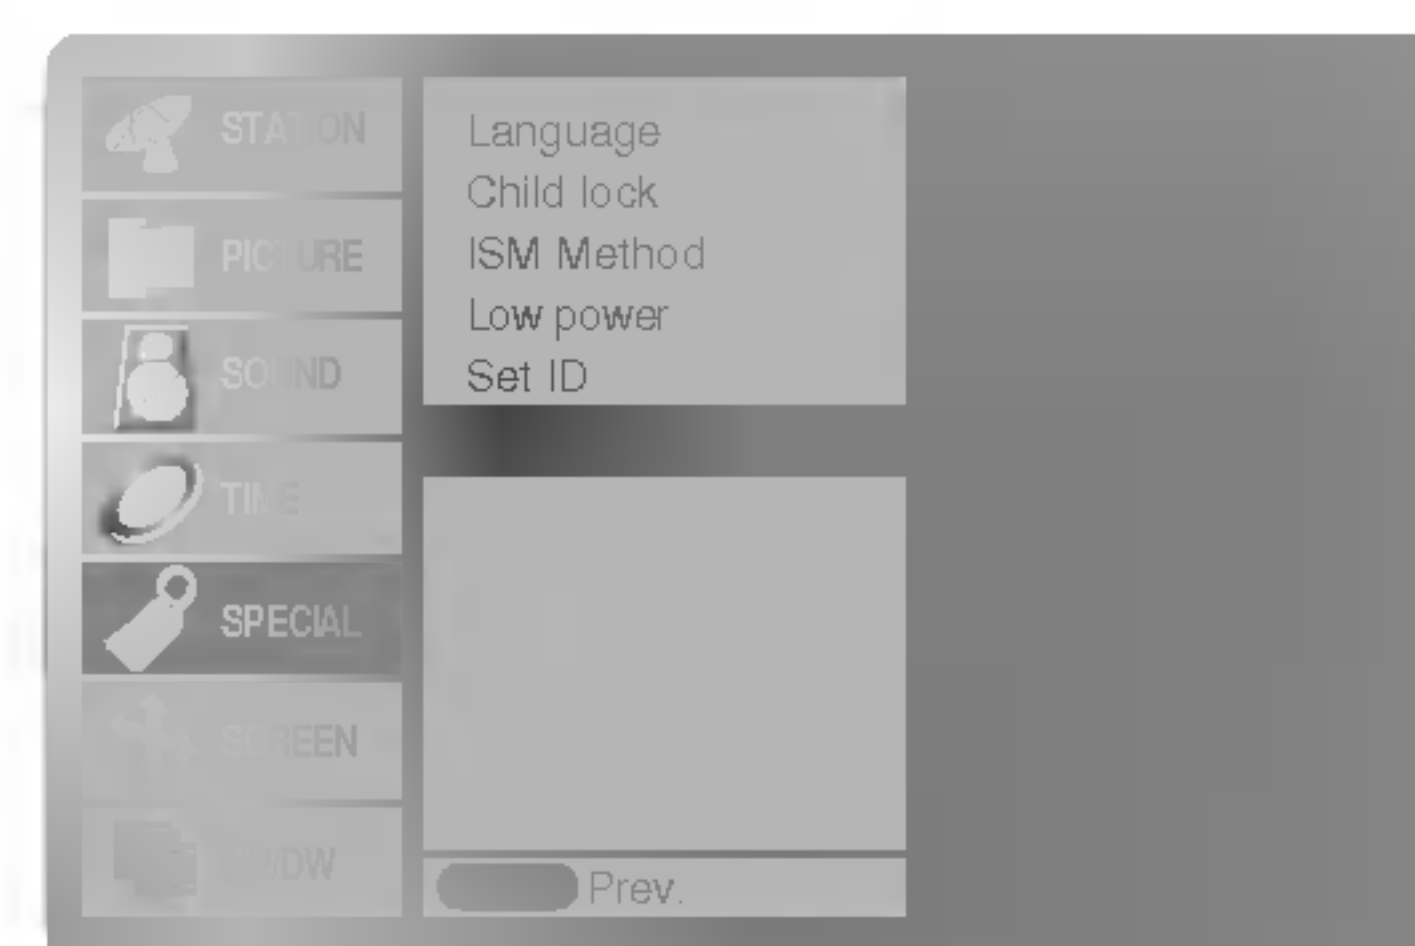 STATION
PICTURE
SOUND
TIME
SPECIAL
SCREEN
Language
Child lock
ISM Method
Low power
Set ID
Prev.